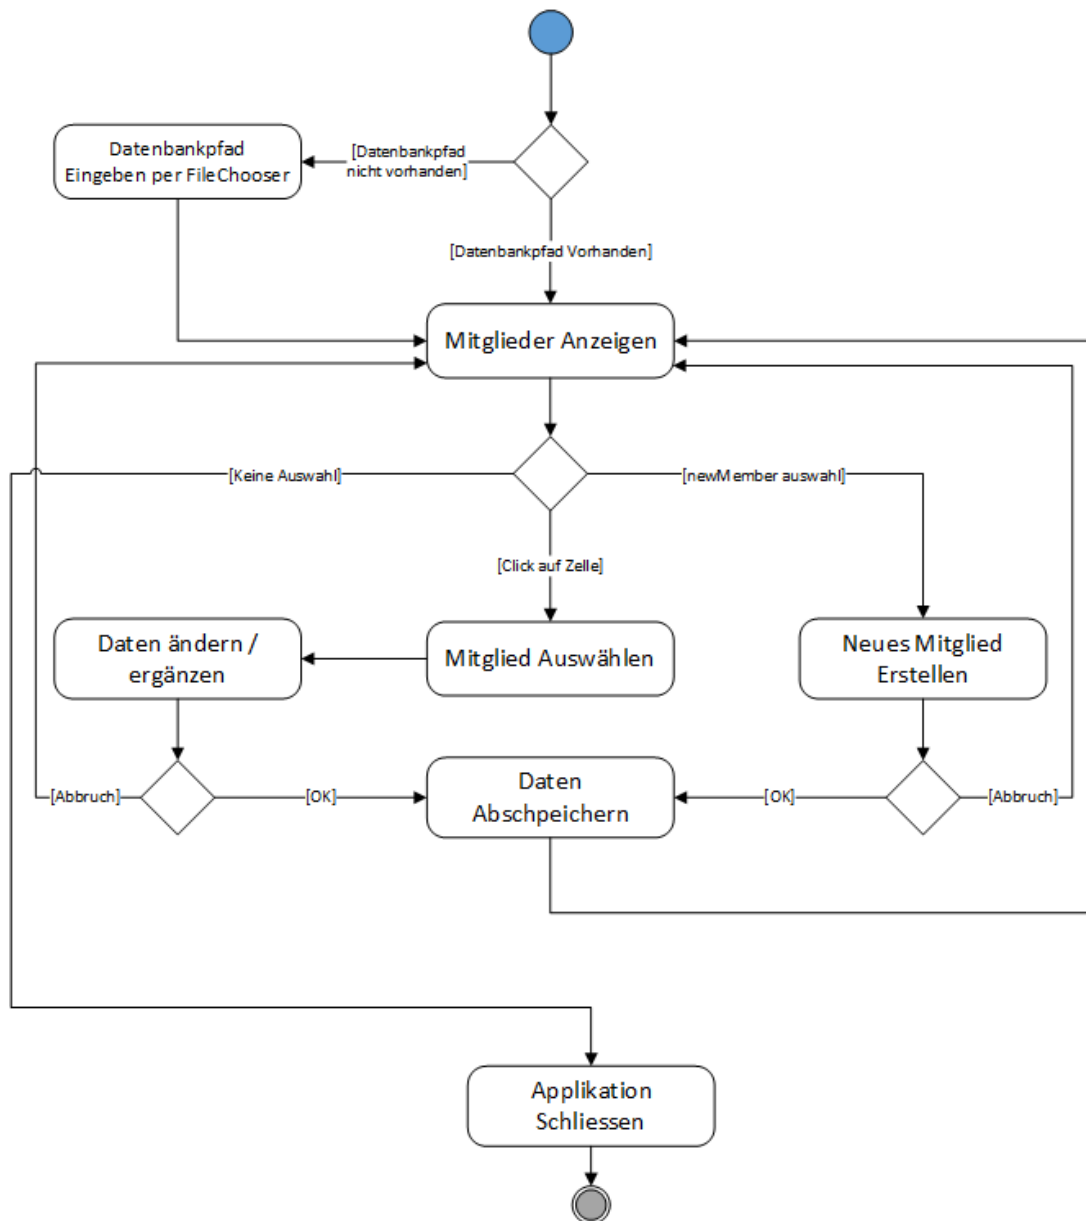 Datenbankpfad
Eingeben per FileChooser
[Datenbankpfad
nicht vorhanden]
[Datenbankpfad Vorhanden]
Mitglieder Anzeigen
[Keine Auswahl]
[newMember auswahl]
[Click auf Zelle]
Daten ändern /
ergänzen
Mitglied Auswählen
Neues Mitglied
Erstellen
[Abbruch]
[OK]
Daten
Abschpeichern
[OK]
[Abbruch]
Applikation
Schliessen